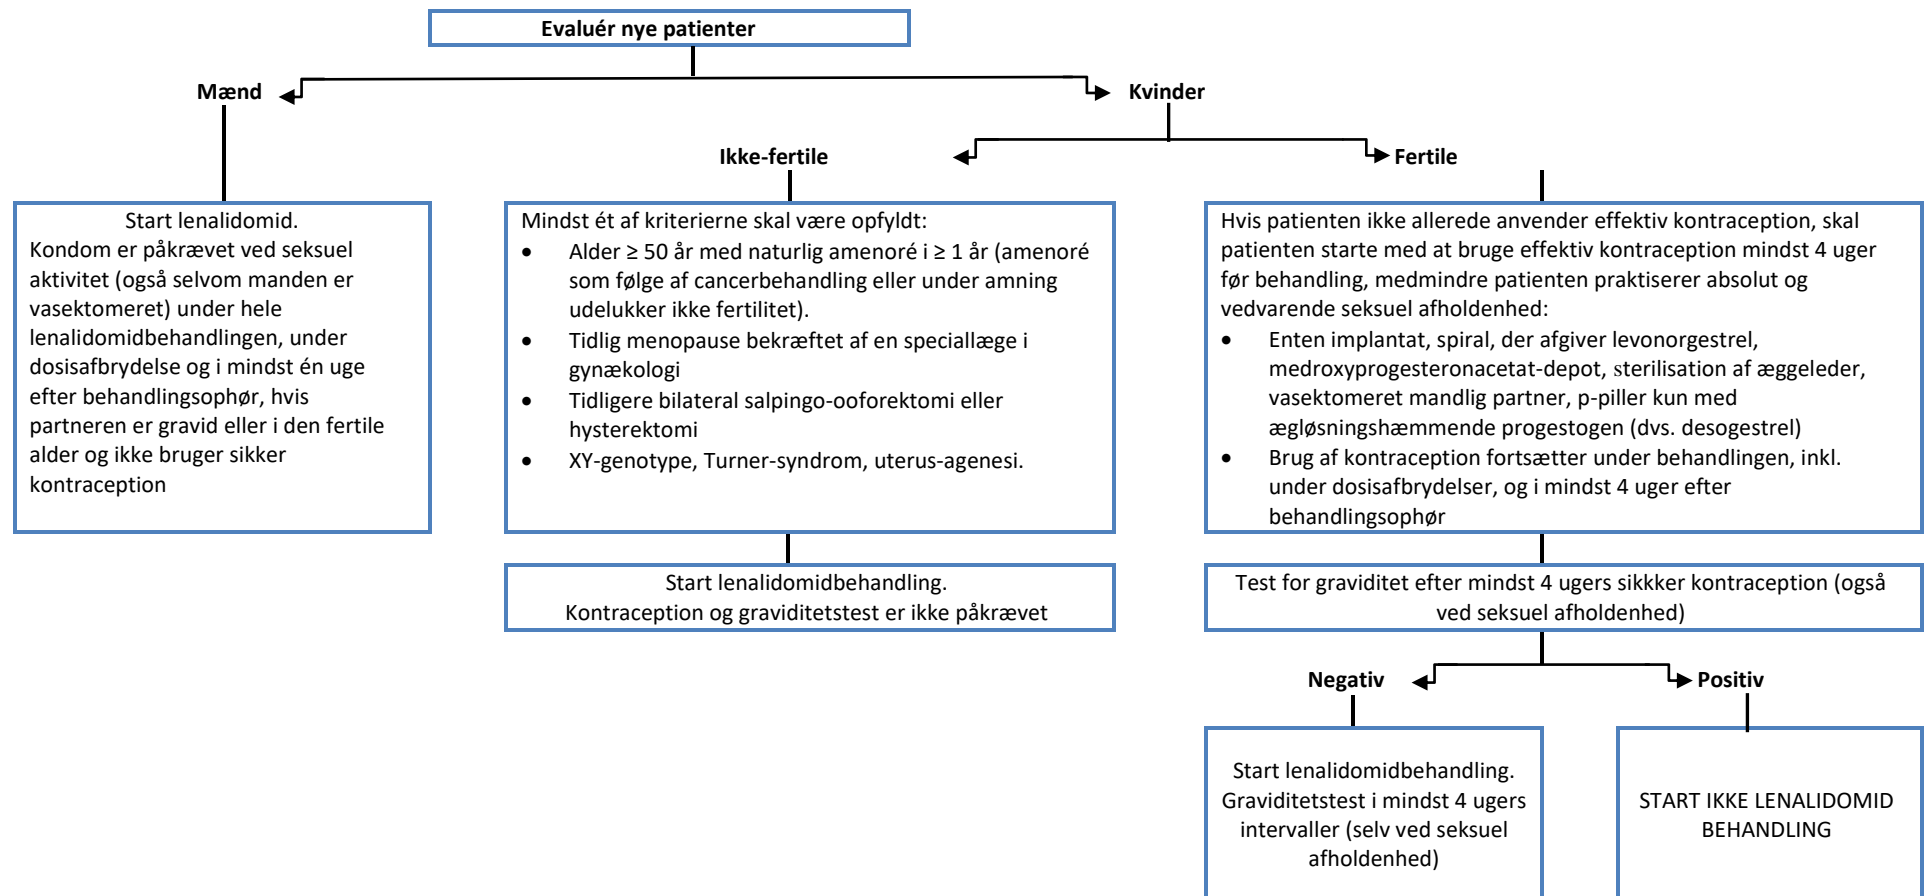 Evaluér nye patienter
Mænd
Kvinder
Ikke-fertile
Fertile
Start lenalidomid.
Kondom er påkrævet ved seksuel
aktivitet (også selvom manden er
vasektomeret) under hele
lenalidomidbehandlingen, under
dosisafbrydelse og i mindst én uge
efter behandlingsophør, hvis
partneren er gravid eller i den fertile
alder og ikke bruger sikker
kontraception
Mindst ét af kriterierne skal være opfyldt:
• Alder ≥ 50 år med naturlig amenoré i ≥ 1 år (amenoré
som følge af cancerbehandling eller under amning
udelukker ikke fertilitet).
• Tidlig menopause bekræftet af en speciallæge i
gynækologi
• Tidligere bilateral salpingo-ooforektomi eller
hysterektomi
• XY-genotype, Turner-syndrom, uterus-agenesi.
Hvis patienten ikke allerede anvender effektiv kontraception, skal
patienten starte med at bruge effektiv kontraception mindst 4 uger
før behandling, medmindre patienten praktiserer absolut og
vedvarende seksuel afholdenhed:
• Enten implantat, spiral, der afgiver levonorgestrel,
medroxyprogesteronacetat-depot, sterilisation af æggeleder,
vasektomeret mandlig partner, p-piller kun med
ægløsningshæmmende progestogen (dvs. desogestrel)
• Brug af kontraception fortsætter under behandlingen, inkl.
under dosisafbrydelser, og i mindst 4 uger efter
behandlingsophør
Start lenalidomidbehandling.
Kontraception og graviditetstest er ikke påkrævet
Test for graviditet efter mindst 4 ugers sikkker kontraception (også
ved seksuel afholdenhed)
Negativ
Positiv
Start lenalidomidbehandling.
Graviditetstest i mindst 4 ugers
intervaller (selv ved seksuel
afholdenhed)
START IKKE LENALIDOMID
BEHANDLING